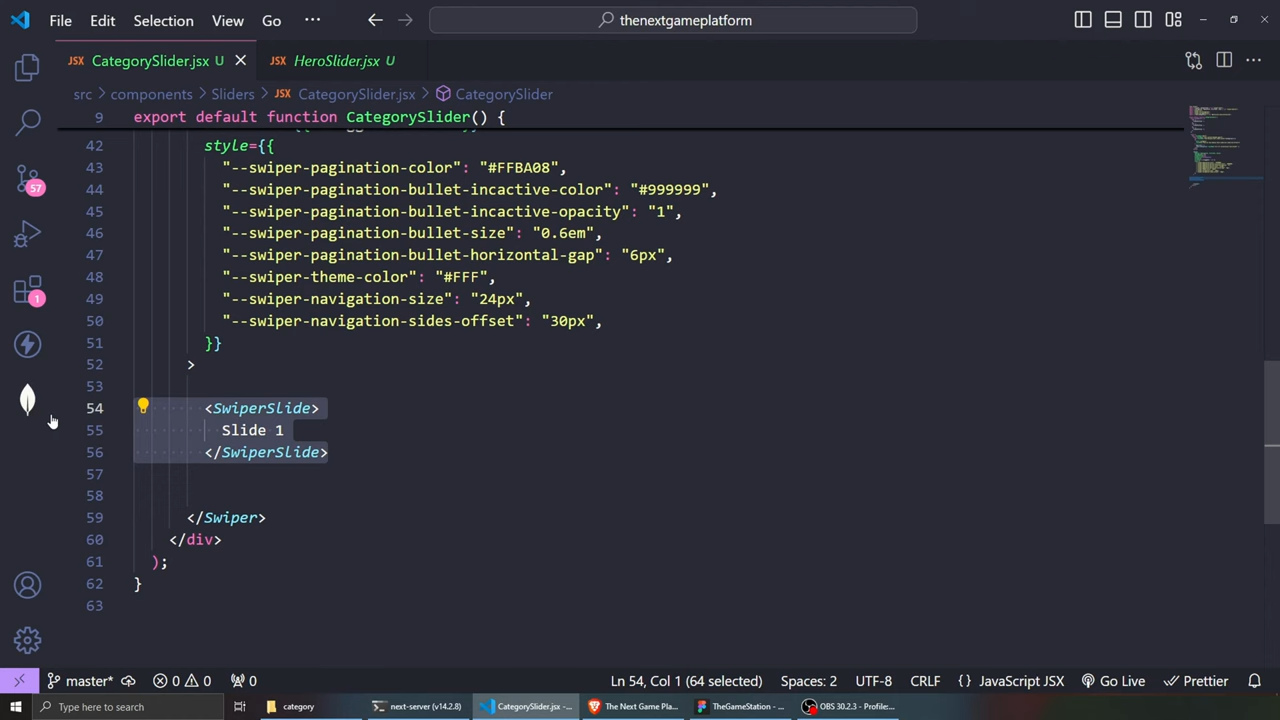 File Edit Selection View Go ··· thenextgameplatform
CategorySlider.jsx U HeroSlider.jsx U
src components Sliders CategorySlider.jsx CategorySlider
9 export default function CategorySlider() {
42 style={{
43 "--swiper-pagination-color": "#FFBA08",
44 "--swiper-pagination-bullet-incactive-color": "#999999",
45 "--swiper-pagination-bullet-incactive-opacity": "1",
46 "--swiper-pagination-bullet-size": "0.6em",
47 "--swiper-pagination-bullet-horizontal-gap": "6px",
48 "--swiper-theme-color": "#FFF",
49 "--swiper-navigation-size": "24px",
50 "--swiper-navigation-sides-offset": "30px",
51 }}
52 >
53
54 <SwiperSlide>
55 Slide 1
56 </SwiperSlide>
57
58
59 </Swiper>
60 </div>
61 );
62 }
63
57
1
master* 0 0 0 Ln 54, Col 1 (64 selected) Spaces: 2 UTF-8 CRLF {} JavaScript JSX Go Live Prettier
Type here to search category next-server (v14.2.8) CategorySlider.jsx -... The Next Game Pla... TheGameStation - ... OBS 30.2.3 - Profile:...